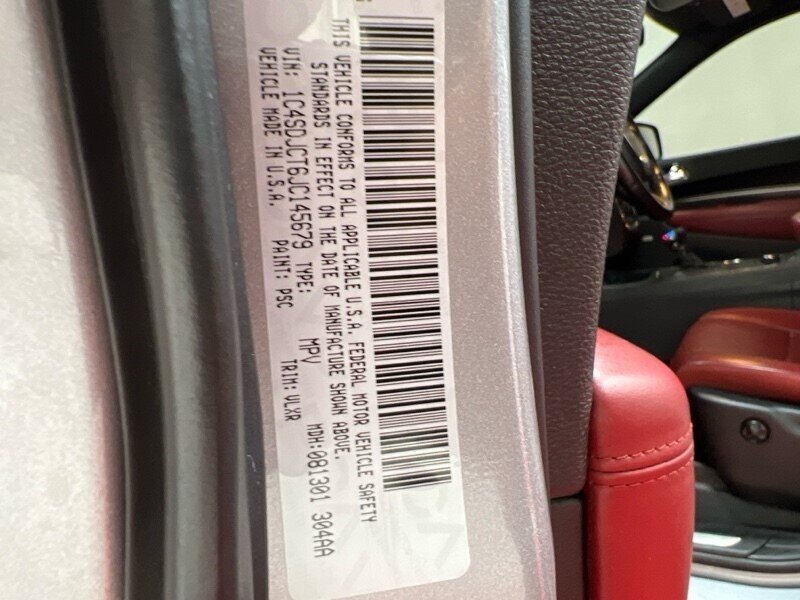 THIS VEHICLE CONFORMS TO ALL APPLICABLE U.S.A. FEDERAL MOTOR VEHICLE SAFETY
STANDARDS IN EFFECT ON THE DATE OF MANUFACTURE SHOWN ABOVE.
VIN: 1C4SDJCT6JC145679 TYPE: MPV MDH:081301 304AA
VEHICLE MADE IN U.S.A. PAINT: PSC TRIM: VLXR